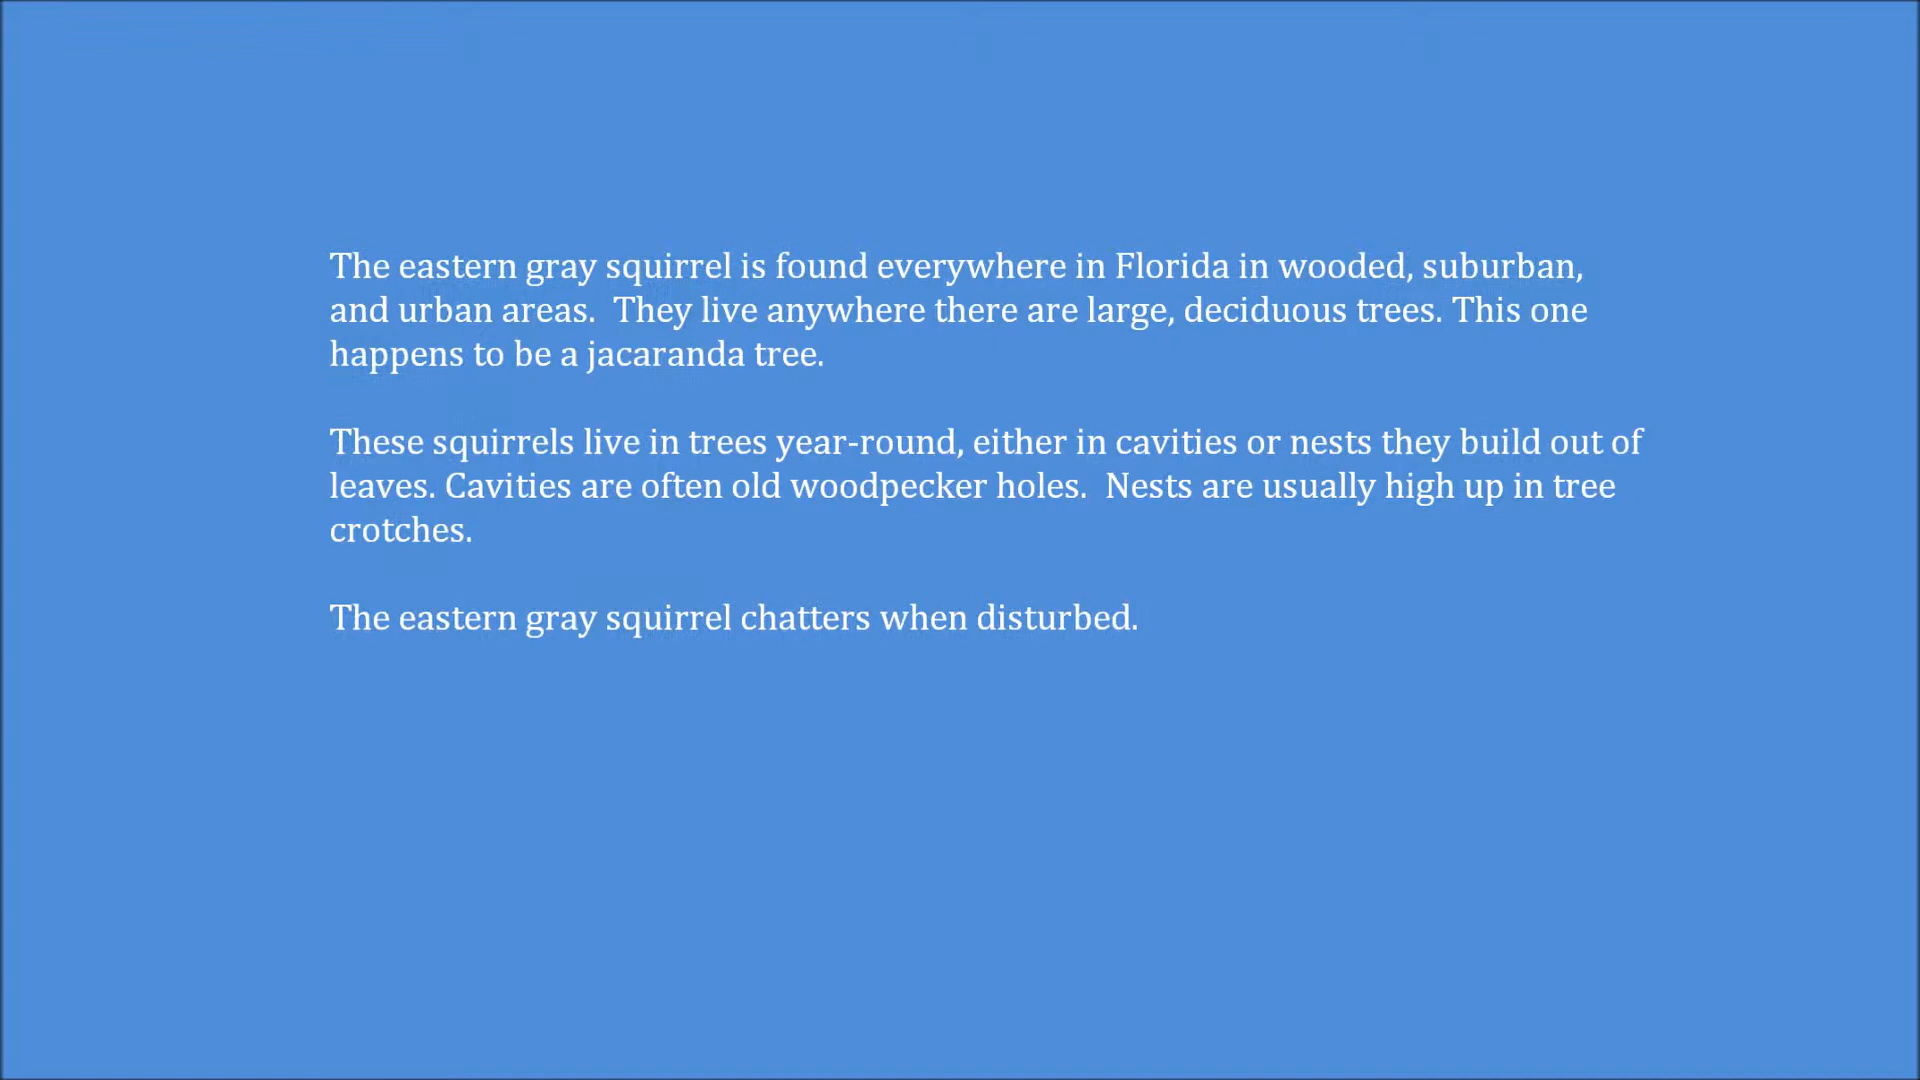 The eastern gray squirrel is found everywhere in Florida in wooded, suburban,
and urban areas.  They live anywhere there are large, deciduous trees. This one
happens to be a jacaranda tree.
These squirrels live in trees year-round, either in cavities or nests they build out of
leaves. Cavities are often old woodpecker holes.  Nests are usually high up in tree
crotches.
The eastern gray squirrel chatters when disturbed.